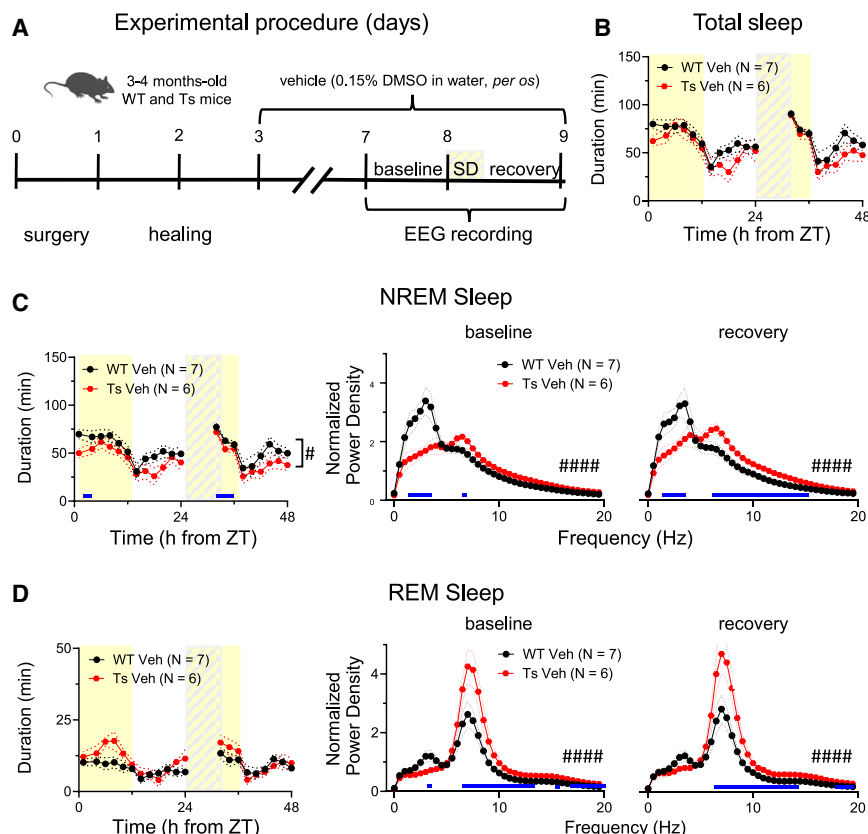 A
Experimental procedure (days)
3-4 months-old
WT and Ts mice
vehicle (0.15% DMSO in water, per os)
0 1 2 3 7 8 9
baseline SD recovery
surgery healing EEG recording
B
Total sleep
150
100
50
0
Duration (min)
WT Veh (N = 7)
Ts Veh (N = 6)
0 24 48
Time (h from ZT)
C
NREM Sleep
150
100
50
0
Duration (min)
WT Veh (N = 7)
Ts Veh (N = 6)
#
0 24 48
Time (h from ZT)
baseline
Normalized
Power Density
4
2
0
WT Veh (N = 7)
Ts Veh (N = 6)
####
0 10 20
recovery
####
0 10 20
Frequency (Hz)
D
REM Sleep
50
25
0
Duration (min)
WT Veh (N = 7)
Ts Veh (N = 6)
0 24 48
Time (h from ZT)
baseline
Normalized
Power Density
4
2
0
WT Veh (N = 7)
Ts Veh (N = 6)
####
0 10 20
recovery
####
0 10 20
Frequency (Hz)